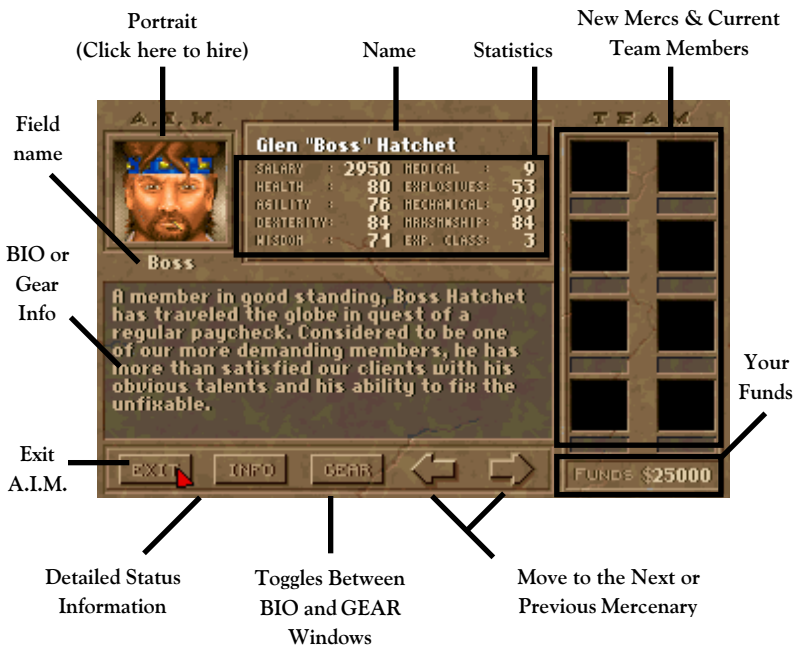 Portrait
(Click here to hire)
Name
Statistics
New Mercs & Current
Team Members
Field
name
A.I.M.
TEAM
Glen "Boss" Hatchet
SALARY : 2950 MEDICAL : 9
HEALTH : 80 EXPLOSIVES: 53
AGILITY : 76 MECHANICAL: 99
DEXTERITY: 84 MRKSMNSHIP: 84
WISDOM : 71 EXP. CLASS: 3
Boss
BIO or
Gear
Info
A member in good standing, Boss Hatchet
has traveled the globe in quest of a
regular paycheck. Considered to be one
of our more demanding members, he has
more than satisfied our clients with his
obvious talents and his ability to fix the
unfixable.
Your
Funds
Exit
A.I.M.
EXIT
INFO
GEAR
FUNDS $25000
Detailed Status
Information
Toggles Between
BIO and GEAR
Windows
Move to the Next or
Previous Mercenary